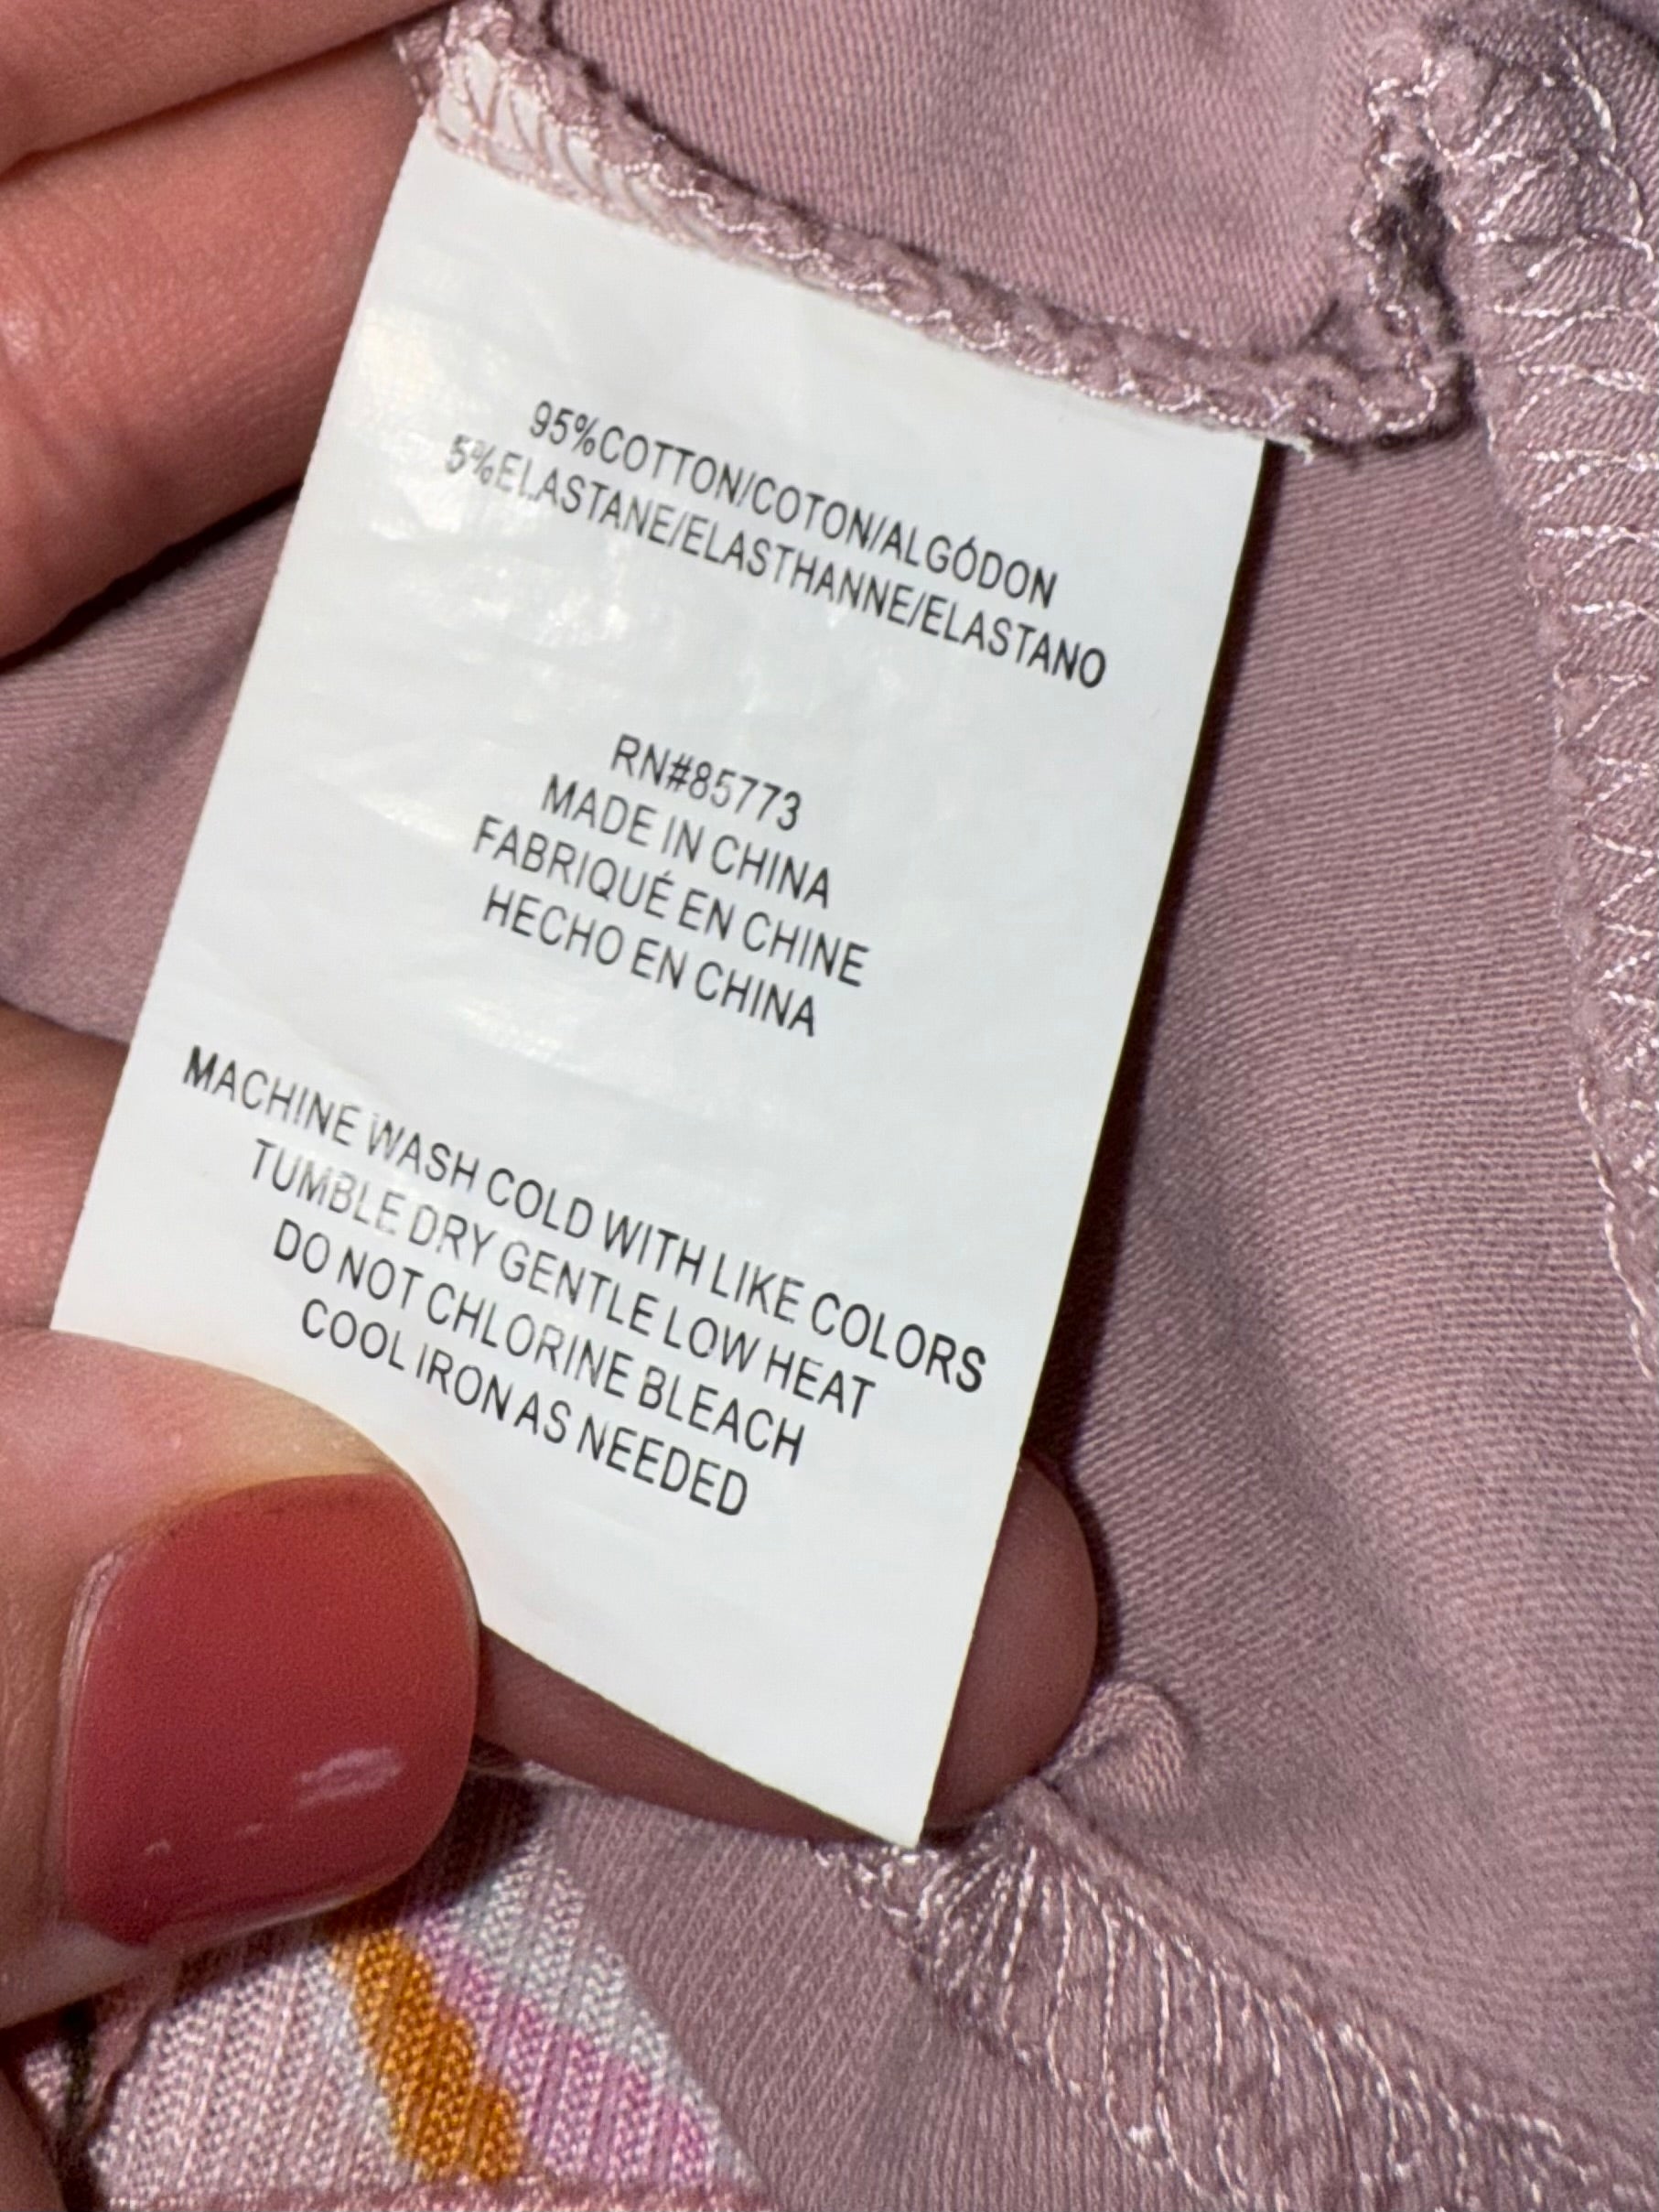 95%COTTON/COTON/ALGÓDON
5%ELASTANE/ELASTHANNE/ELASTANO
RN#85773
MADE IN CHINA
FABRIQUÉ EN CHINE
HECHO EN CHINA
MACHINE WASH COLD WITH LIKE COLORS
TUMBLE DRY GENTLE LOW HEAT
DO NOT CHLORINE BLEACH
COOL IRON AS NEEDED